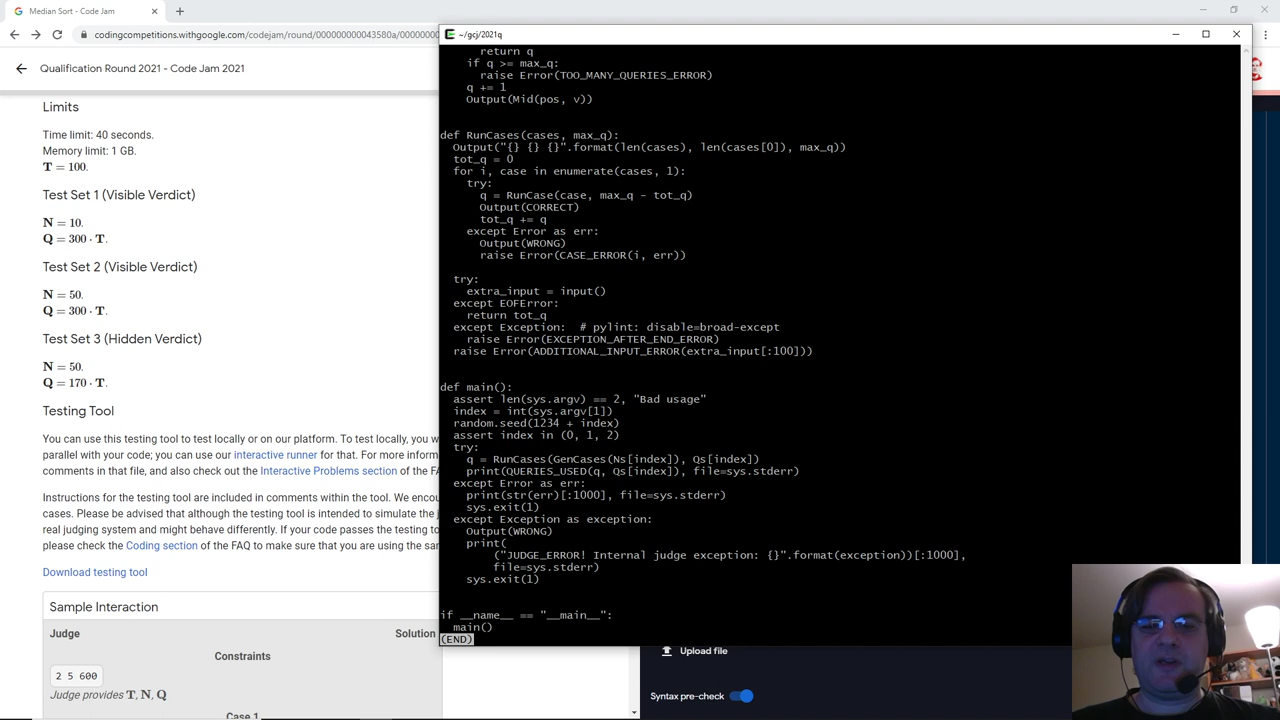 Median Sort - Code Jam
codingcompetitions.withgoogle.com/codejam/round/000000000043580a/00000
Qualification Round 2021 - Code Jam 2021
Limits
Time limit: 40 seconds.
Memory limit: 1 GB.
T = 100.
Test Set 1 (Visible Verdict)
N = 10.
Q = 300 · T.
Test Set 2 (Visible Verdict)
N = 50.
Q = 300 · T.
Test Set 3 (Hidden Verdict)
N = 50.
Q = 170 · T.
Testing Tool
You can use this testing tool to test locally or on our platform. To test locally, you w
parallel with your code; you can use our interactive runner for that. For more inform
comments in that file, and also check out the Interactive Problems section of the FA
Instructions for the testing tool are included in comments within the tool. We encou
cases. Please be advised that although the testing tool is intended to simulate the j
real judging system and might behave differently. If your code passes the testing to
please check the Coding section of the FAQ to make sure that you are using the sam
Download testing tool
Sample Interaction
Judge Solution
Constraints
2 5 600
Judge provides T, N, Q
Case 1
~/gcj/2021q
return q
if q >= max_q:
raise Error(TOO_MANY_QUERIES_ERROR)
q += 1
Output(Mid(pos, v))
def RunCases(cases, max_q):
Output("{} {} {}".format(len(cases), len(cases[0]), max_q))
tot_q = 0
for i, case in enumerate(cases, 1):
try:
q = RunCase(case, max_q - tot_q)
Output(CORRECT)
tot_q += q
except Error as err:
Output(WRONG)
raise Error(CASE_ERROR(i, err))
try:
extra_input = input()
except EOFError:
return tot_q
except Exception:  # pylint: disable=broad-except
raise Error(EXCEPTION_AFTER_END_ERROR)
raise Error(ADDITIONAL_INPUT_ERROR(extra_input[:100]))
def main():
assert len(sys.argv) == 2, "Bad usage"
index = int(sys.argv[1])
random.seed(1234 + index)
assert index in (0, 1, 2)
try:
q = RunCases(GenCases(Ns[index]), Qs[index])
print(QUERIES_USED(q, Qs[index]), file=sys.stderr)
except Error as err:
print(str(err)[:1000], file=sys.stderr)
sys.exit(1)
except Exception as exception:
Output(WRONG)
print(
("JUDGE_ERROR! Internal judge exception: {}".format(exception))[:1000],
file=sys.stderr)
sys.exit(1)
if __name__ == "__main__":
main()
(END)
Upload file
Syntax pre-check